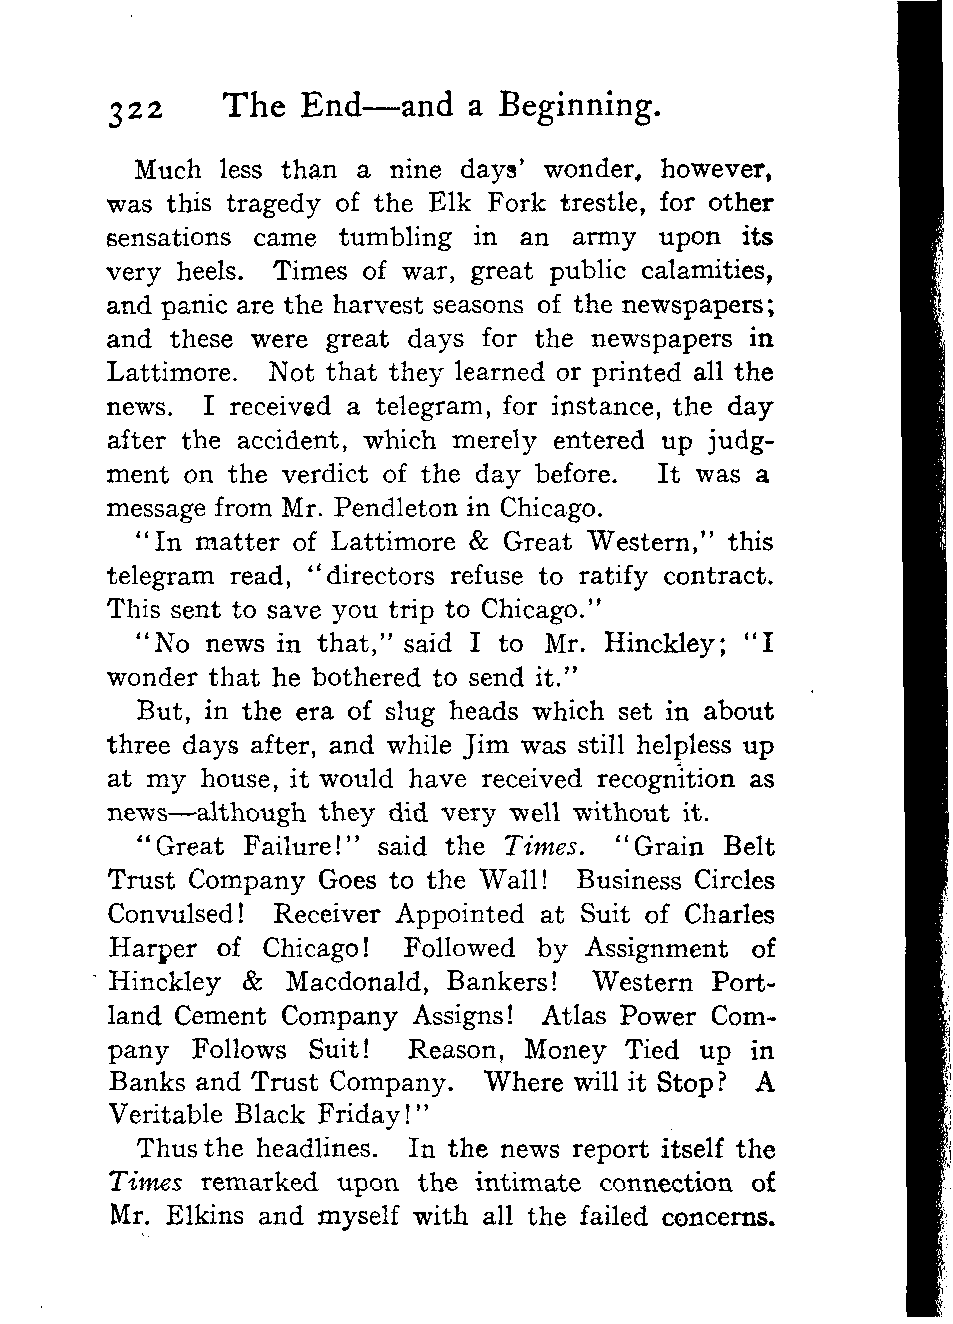 322 The End—and a Beginning.
Much less than a nine days' wonder, however,
was this tragedy of the Elk Fork trestle, for other
sensations came tumbling in an army upon its
very heels. Times of war, great public calamities,
and panic are the harvest seasons of the newspapers;
and these were great days for the newspapers in
Lattimore. Not that they learned or printed all the
news. I received a telegram, for instance, the day
after the accident, which merely entered up judg-
ment on the verdict of the day before. It was a
message from Mr. Pendleton in Chicago.
"In matter of Lattimore & Great Western," this
telegram read, "directors refuse to ratify contract.
This sent to save you trip to Chicago."
"No news in that," said I to Mr. Hinckley; "I
wonder that he bothered to send it."
But, in the era of slug heads which set in about
three days after, and while Jim was still helpless up
at my house, it would have received recognition as
news—although they did very well without it.
"Great Failure!" said the Times. "Grain Belt
Trust Company Goes to the Wall! Business Circles
Convulsed! Receiver Appointed at Suit of Charles
Harper of Chicago! Followed by Assignment of
Hinckley & Macdonald, Bankers! Western Port-
land Cement Company Assigns! Atlas Power Com-
pany Follows Suit! Reason, Money Tied up in
Banks and Trust Company. Where will it Stop? A
Veritable Black Friday!"
Thus the headlines. In the news report itself the
Times remarked upon the intimate connection of
Mr. Elkins and myself with all the failed concerns.